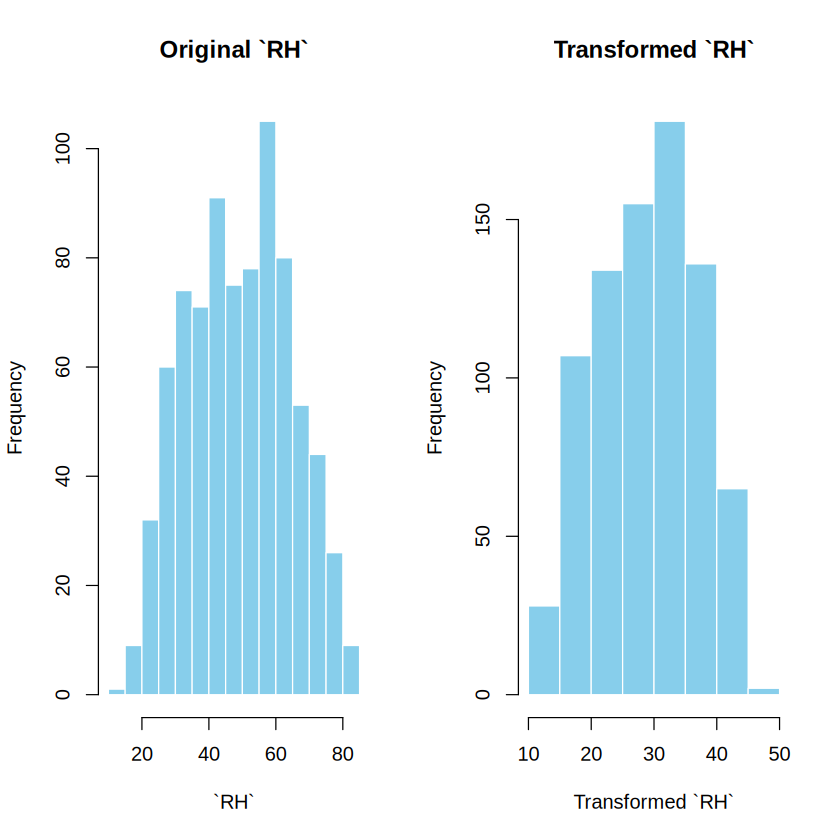 Original `RH`
Frequency
0
20
40
60
80
100
20 40 60 80
`RH`
Transformed `RH`
Frequency
0
50
100
150
10 20 30 40 50
Transformed `RH`